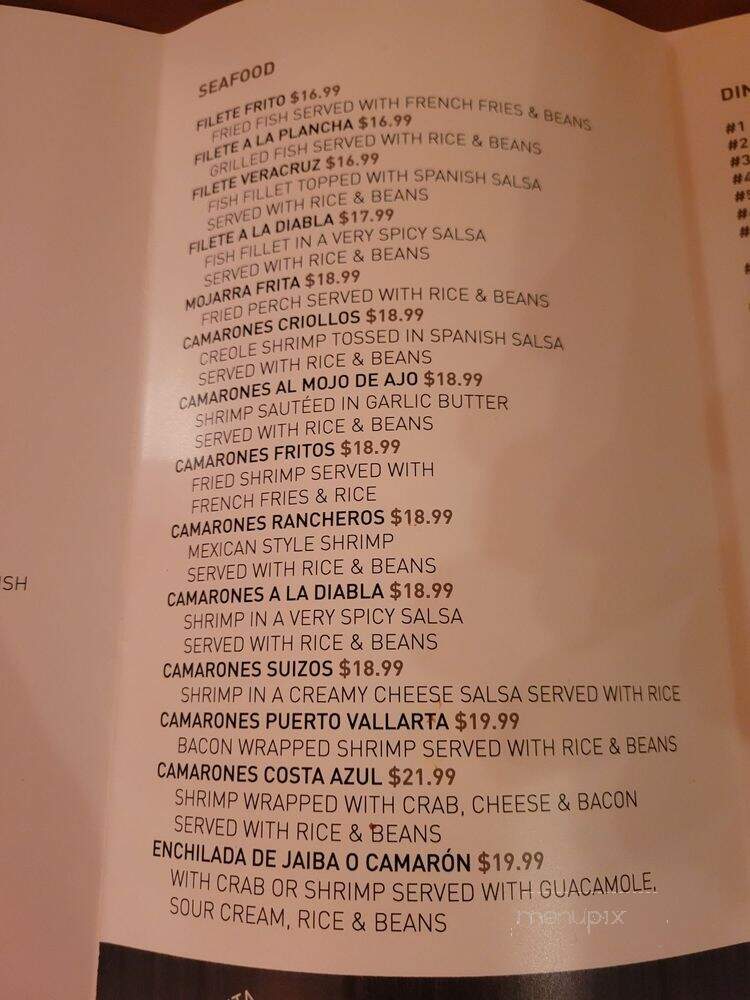 SEAFOOD
FILETE FRITO $16.99
FRIED FISH SERVED WITH FRENCH FRIES & BEANS
FILETE A LA PLANCHA $16.99
GRILLED FISH SERVED WITH RICE & BEANS
FILETE VERACRUZ $16.99
FISH FILLET TOPPED WITH SPANISH SALSA
SERVED WITH RICE & BEANS
FILETE A LA DIABLA $17.99
FISH FILLET IN A VERY SPICY SALSA
SERVED WITH RICE & BEANS
MOJARRA FRITA $18.99
FRIED PERCH SERVED WITH RICE & BEANS
CAMARONES CRIOLLOS $18.99
CREOLE SHRIMP TOSSED IN SPANISH SALSA
SERVED WITH RICE & BEANS
CAMARONES AL MOJO DE AJO $18.99
SHRIMP SAUTÉED IN GARLIC BUTTER
SERVED WITH RICE & BEANS
CAMARONES FRITOS $18.99
FRIED SHRIMP SERVED WITH
FRENCH FRIES & RICE
CAMARONES RANCHEROS $18.99
MEXICAN STYLE SHRIMP
SERVED WITH RICE & BEANS
CAMARONES A LA DIABLA $18.99
SHRIMP IN A VERY SPICY SALSA
SERVED WITH RICE & BEANS
CAMARONES SUIZOS $18.99
SHRIMP IN A CREAMY CHEESE SALSA SERVED WITH RICE
CAMARONES PUERTO VALLARTA $19.99
BACON WRAPPED SHRIMP SERVED WITH RICE & BEANS
CAMARONES COSTA AZUL $21.99
SHRIMP WRAPPED WITH CRAB, CHEESE & BACON
SERVED WITH RICE & BEANS
ENCHILADA DE JAIBA O CAMARÓN $19.99
WITH CRAB OR SHRIMP SERVED WITH GUACAMOLE,
SOUR CREAM, RICE & BEANS
menupix
#1
#2